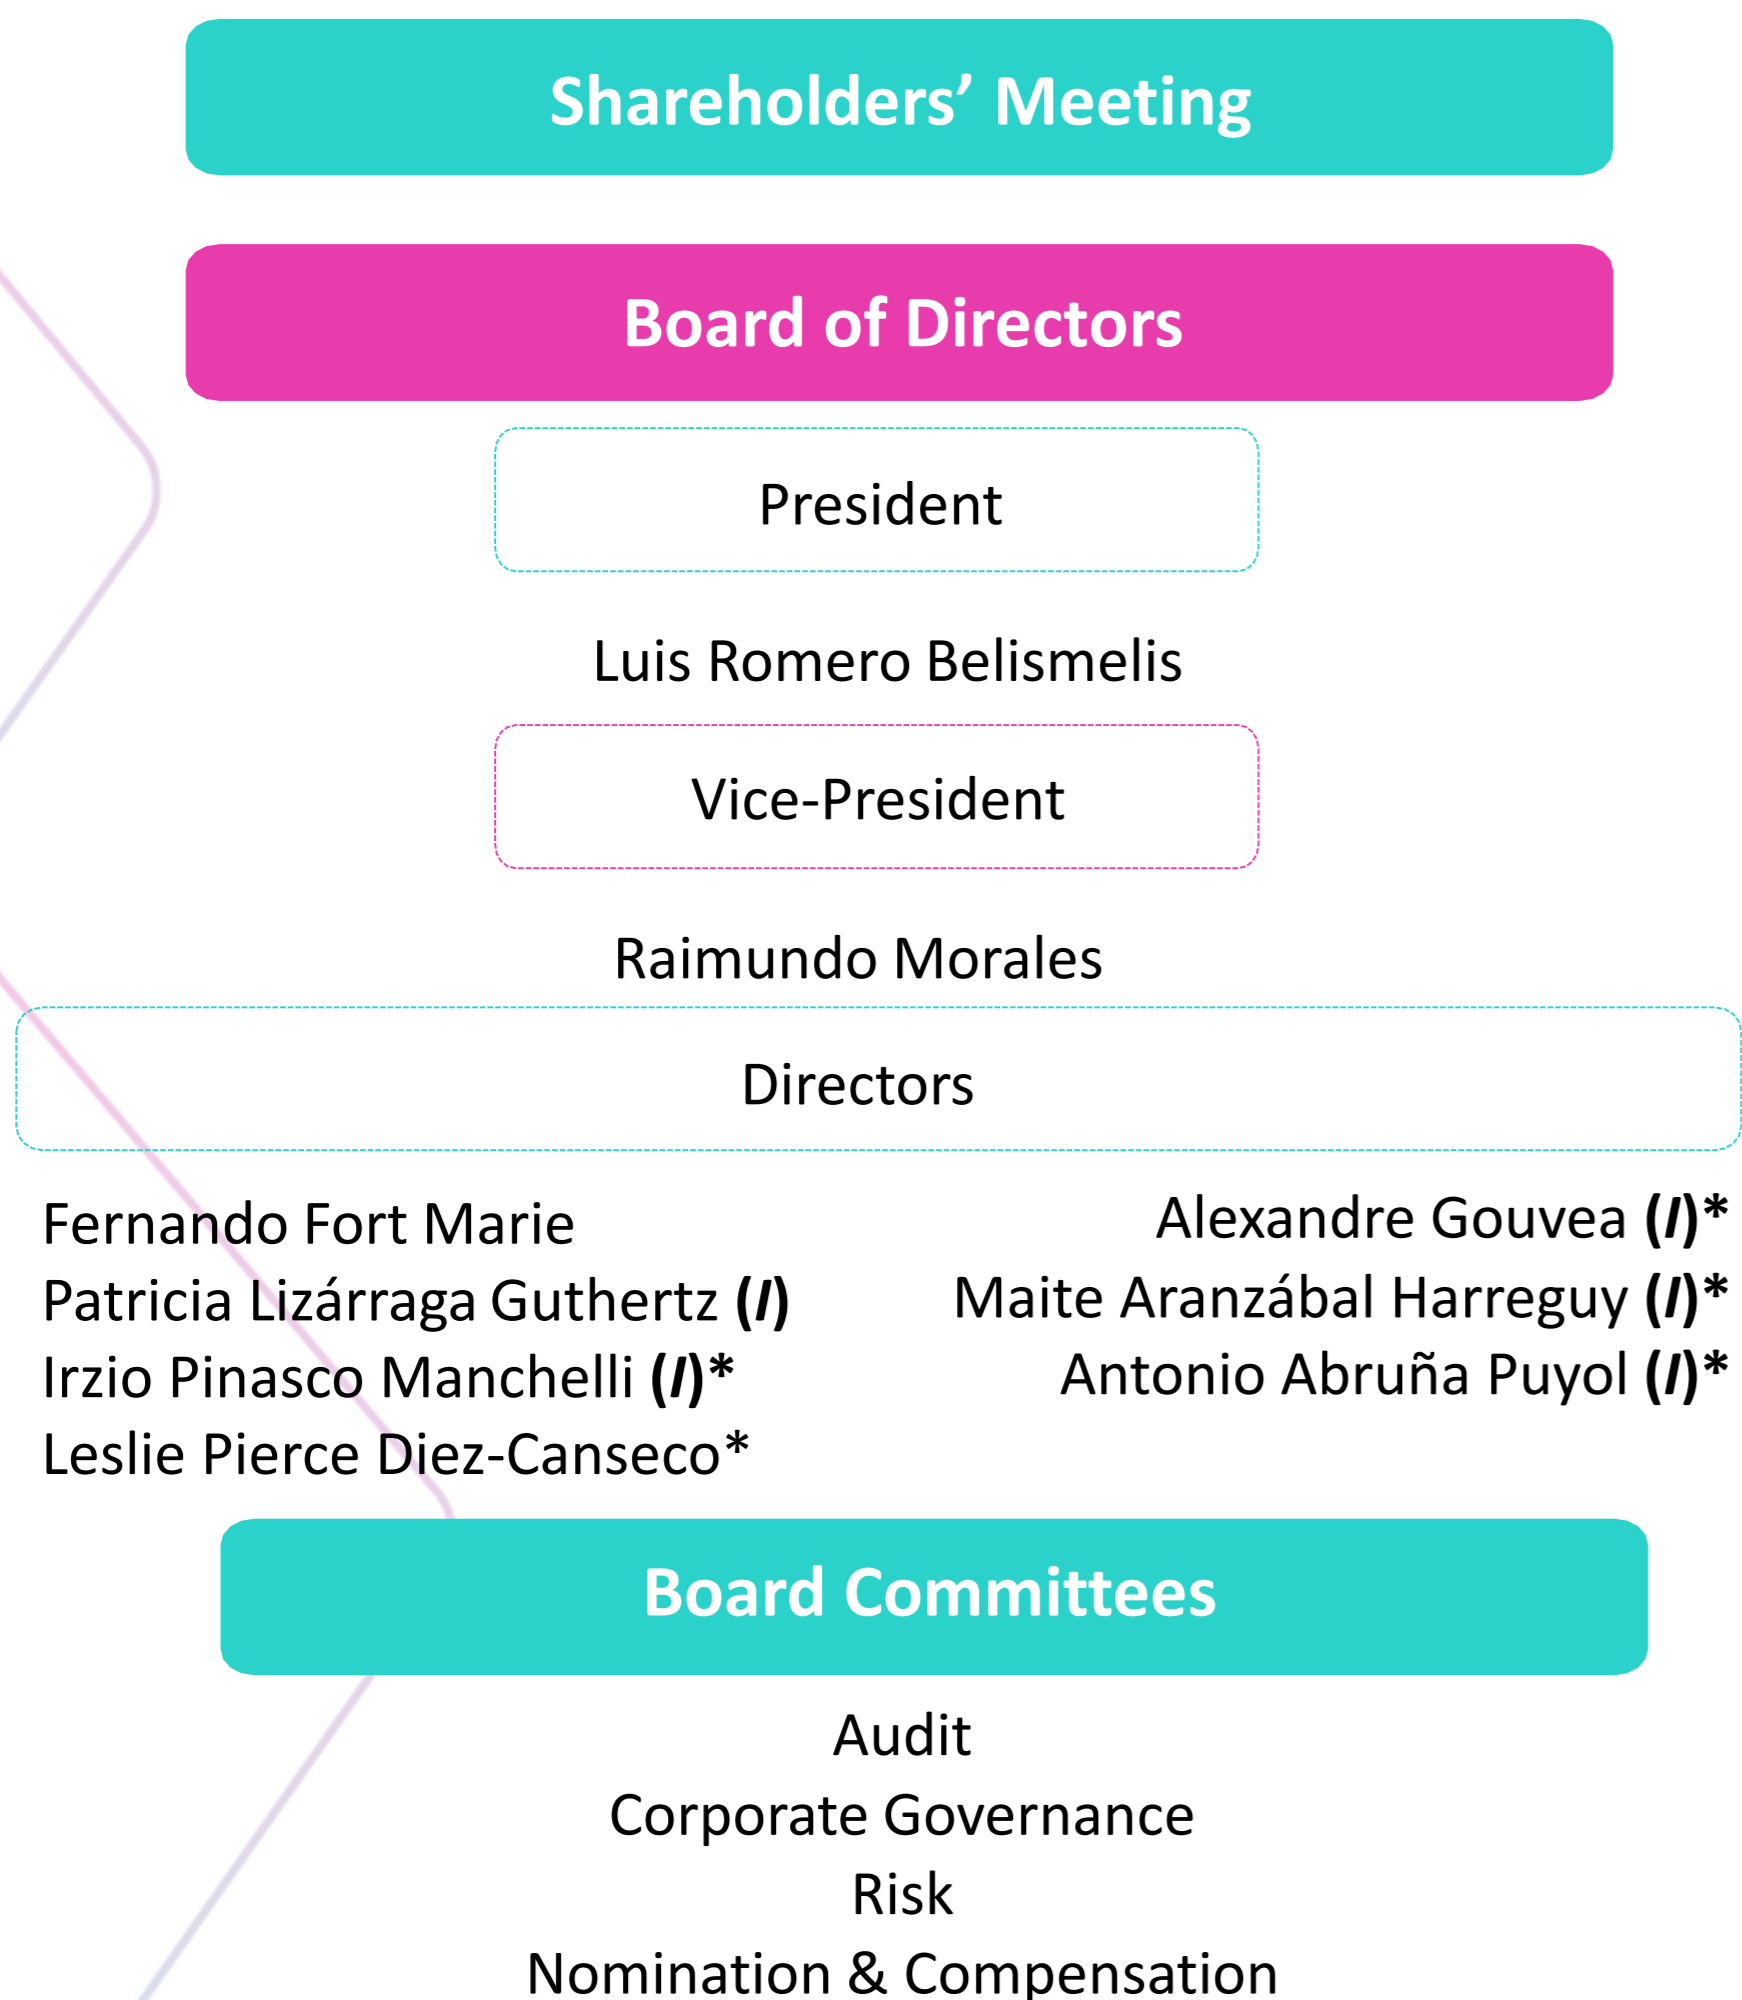 Shareholders’ Meeting
Board of Directors
President
Luis Romero Belismelis
Vice-President
Raimundo Morales
Directors
Fernando Fort Marie
Patricia Lizárraga Guthertz (I)
Irzio Pinasco Manchelli (I)*
Leslie Pierce Diez-Canseco*
Alexandre Gouvea (I)*
Maite Aranzábal Harreguy (I)*
Antonio Abruña Puyol (I)*
Board Committees
Audit
Corporate Governance
Risk
Nomination & Compensation